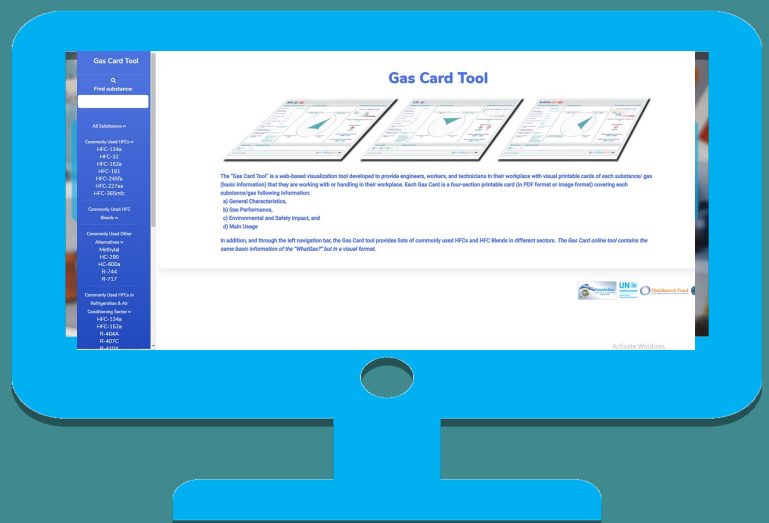 Gas Card Tool
Find substance:
All Substances
Commonly Used HFCs
HFC-134a
HFC-32
HFC-152a
HFC-161
HFC-245fa
HFC-227ea
HFC-365mfc
Commonly Used HFC
Blends
Commonly Used Other
Alternatives
Methylal
HC-290
HC-600a
R-744
R-717
Commonly Used HFCs in
Refrigeration & Air
Conditioning Sector
HFC-134a
HFC-152a
R-404A
R-407C
R-410A
Gas Card Tool
The "Gas Card Tool" is a web-based visualization tool developed to provide engineers, workers, and technicians in their workplace with visual printable cards of each substance/ gas
(basic information) that they are working with or handling in their workplace. Each Gas Card is a four-section printable card (in PDF format or image format) covering each
substance/gas following information:
a) General Characteristics,
b) Gas Performance,
c) Environmental and Safety Impact, and
d) Main Usage
In addition, and through the left navigation bar, the Gas Card tool provides lists of commonly used HFCs and HFC Blends in different sectors. The Gas Card online tool contains the
same basic information of the "WhatGas?" but in a visual format.
UN
Multilateral Fund
Activate Windows